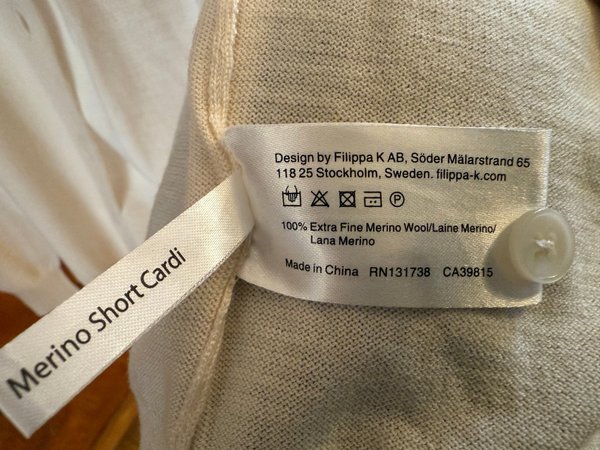 Design by Filippa K AB, Söder Mälarstrand 65
118 25 Stockholm, Sweden. filippa-k.com
P
100% Extra Fine Merino Wool/Laine Merino/
Lana Merino
Made in China RN131738 CA39815
Merino Short Cardi